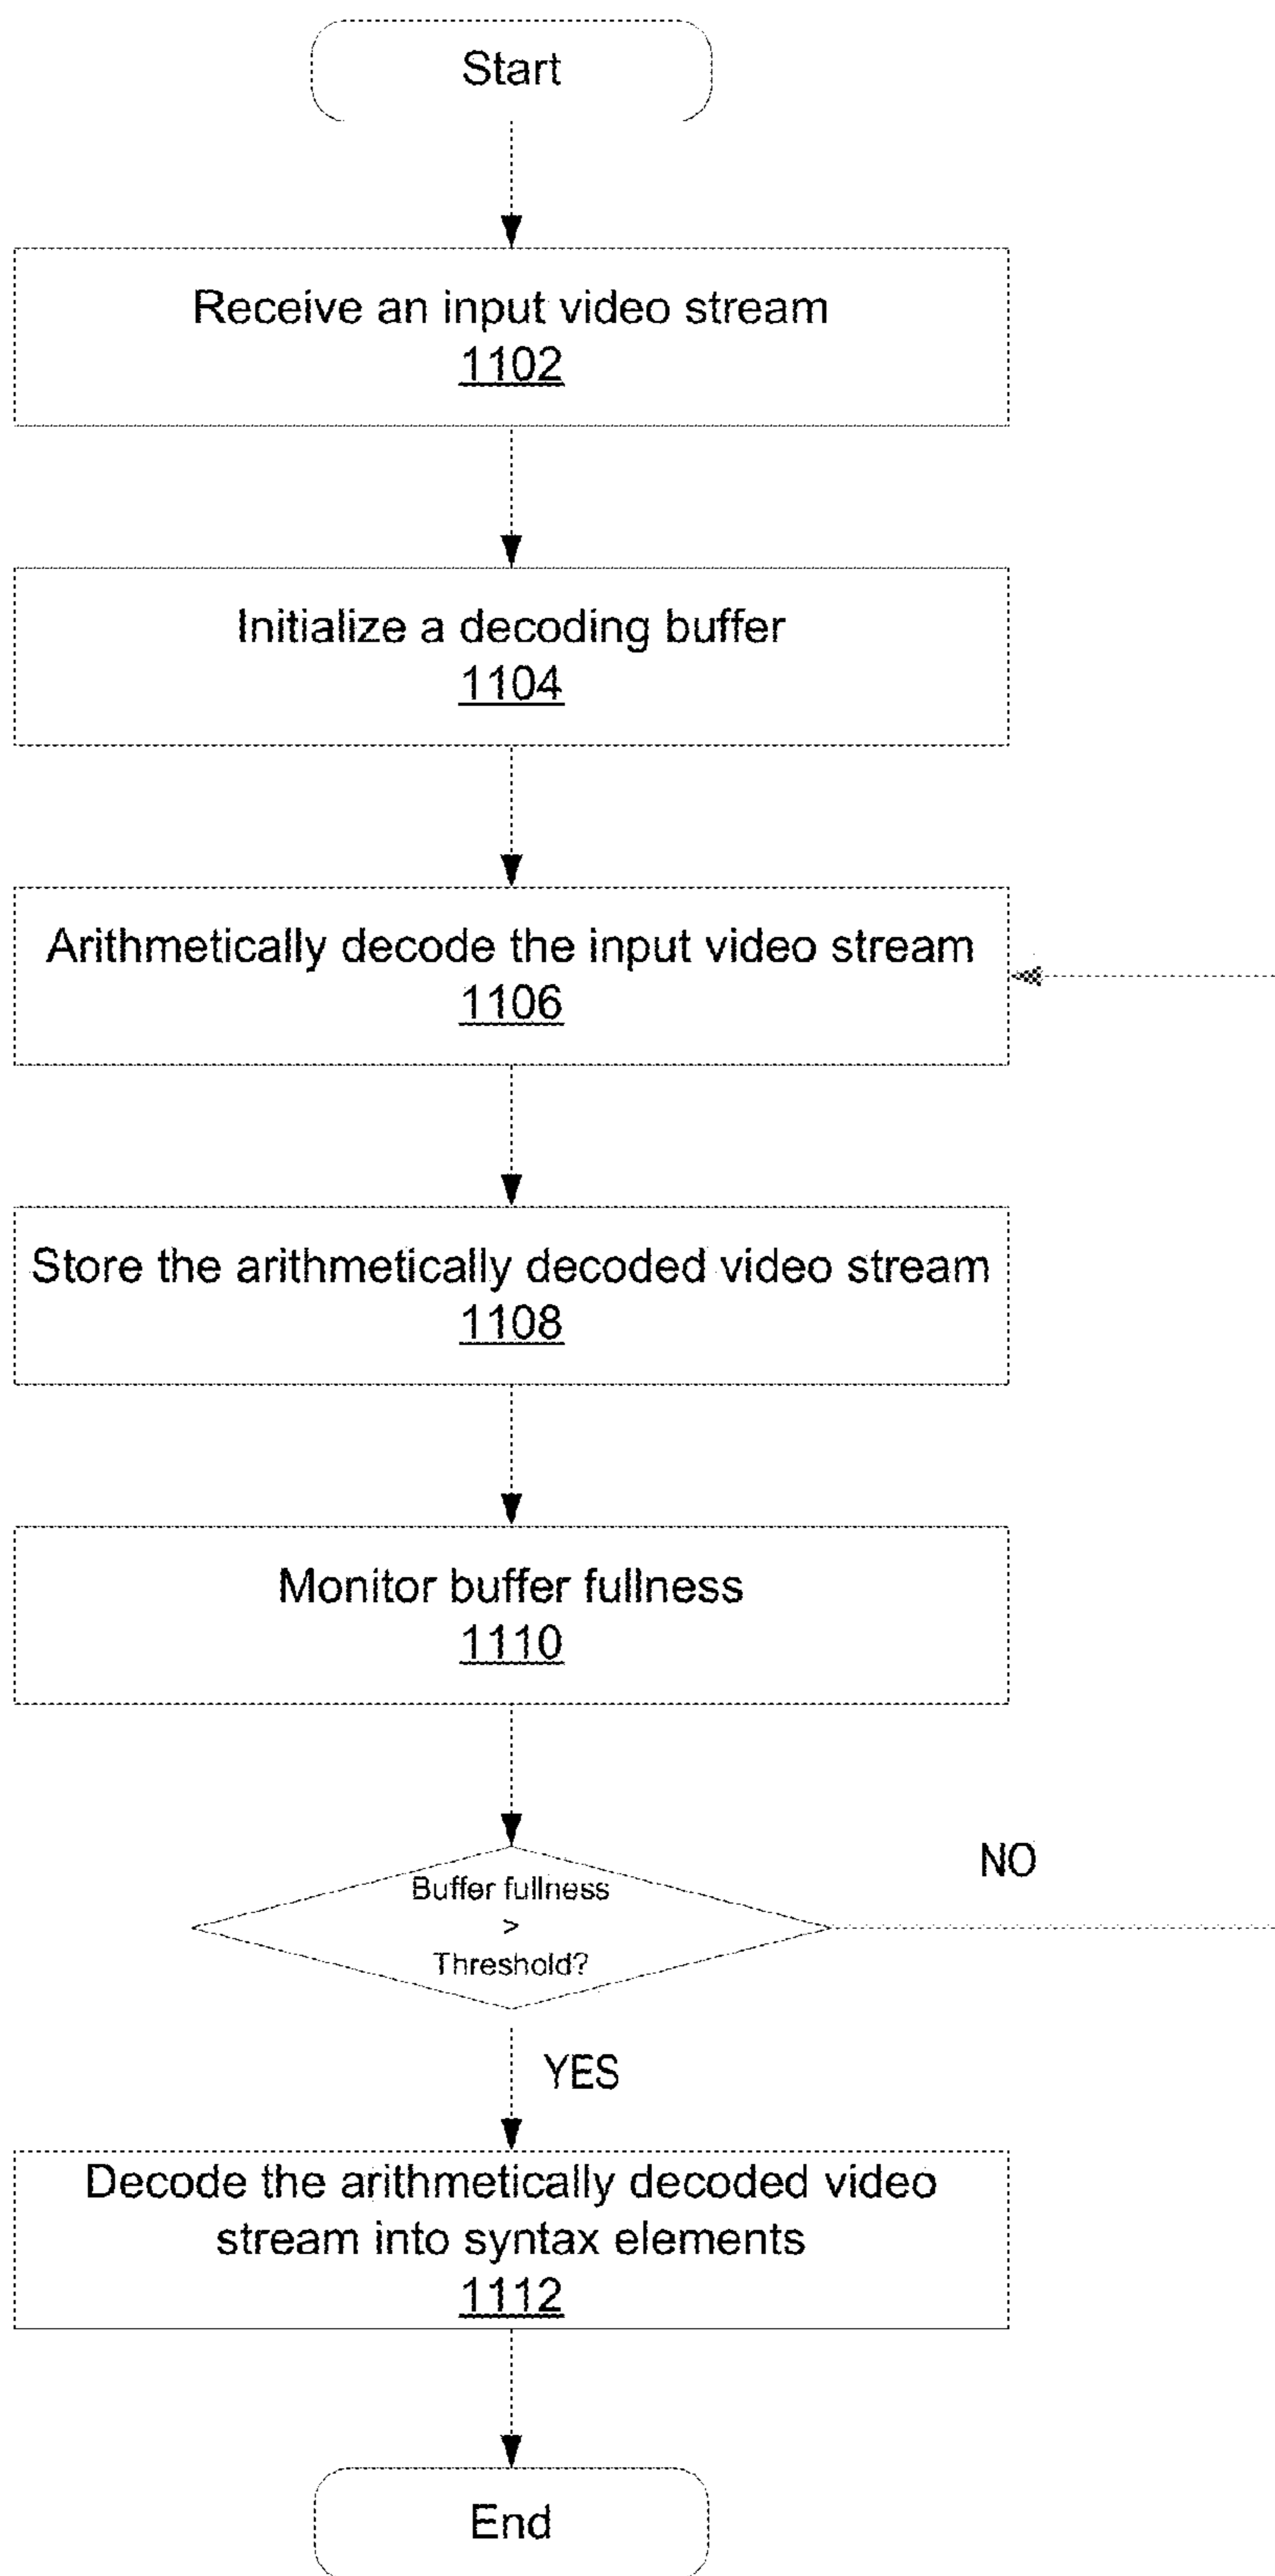 Start
Receive an input video stream
1102
Initialize a decoding buffer
1104
Arithmetically decode the input video stream
1106
Store the arithmetically decoded video stream
1108
Monitor buffer fullness
1110
Buffer fullness
>
Threshold?
NO
YES
Decode the arithmetically decoded video
stream into syntax elements
1112
End